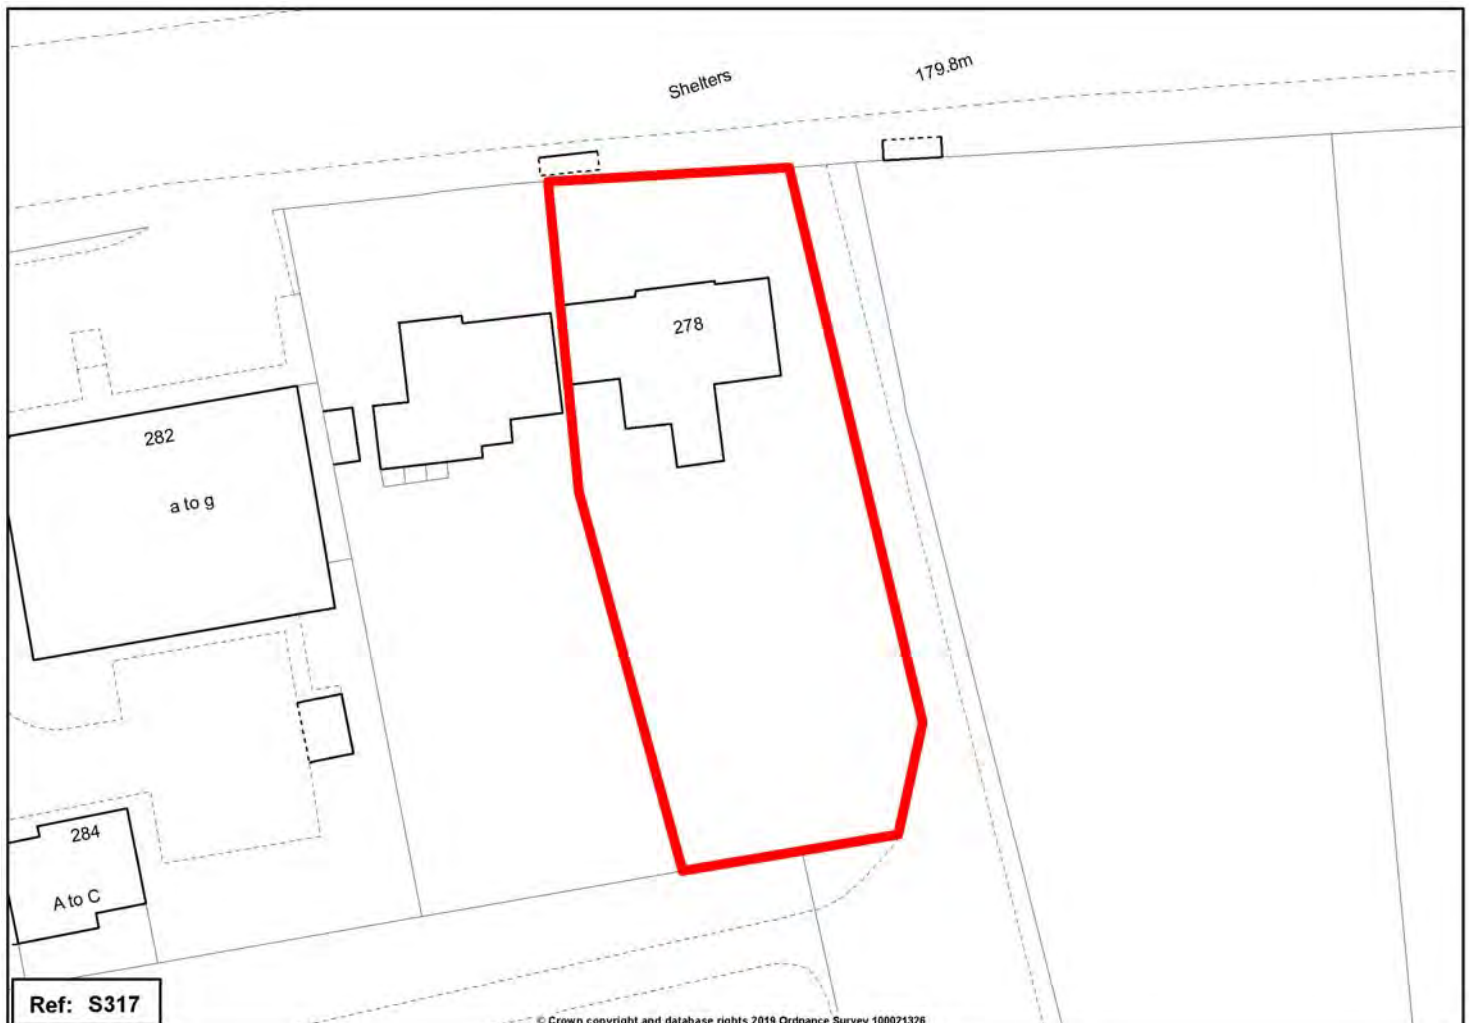 Shelters
179.8m
278
282
a to g
284
A to C
Ref: S317
© Crown copyright and database rights 2019 Ordnance Survey 100021326